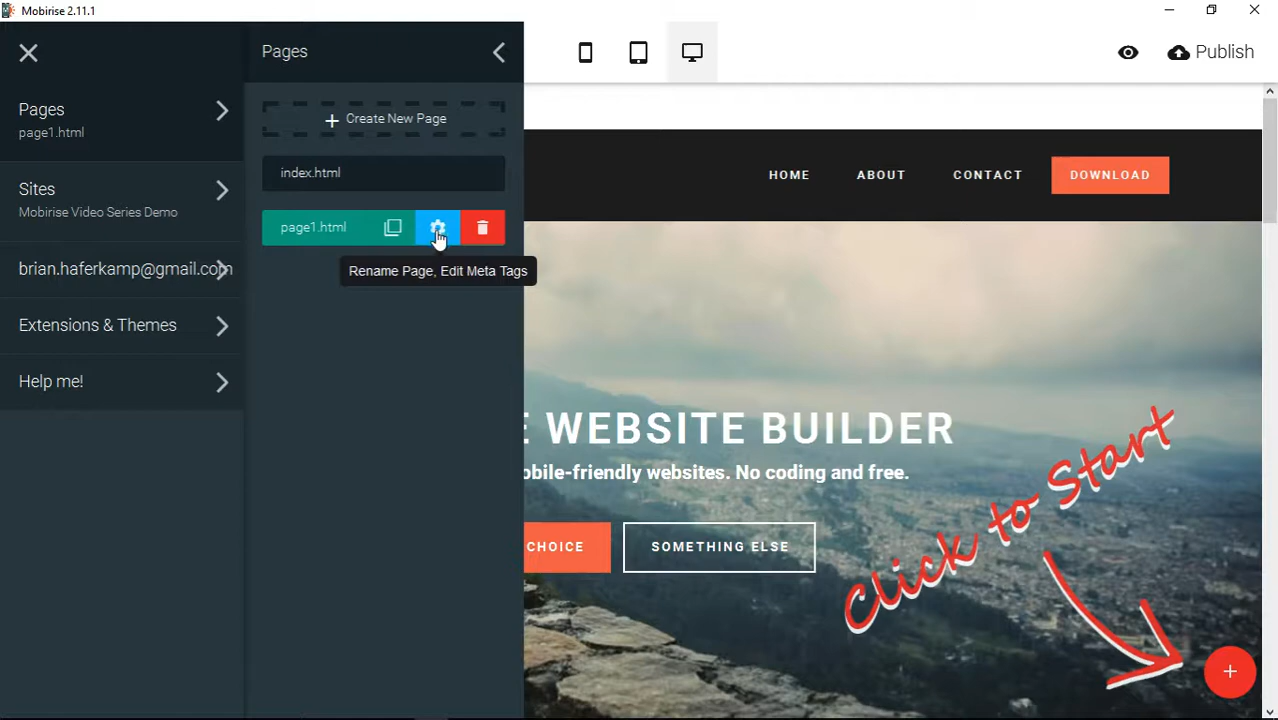 Mobirise 2.11.1
Pages
page1.html
Sites
Mobirise Video Series Demo
brian.haferkamp@gmail.com
Extensions & Themes
Help me!
Pages
+ Create New Page
index.html
page1.html
Rename Page, Edit Meta Tags
Publish
HOME ABOUT CONTACT DOWNLOAD
E WEBSITE BUILDER
obile-friendly websites. No coding and free.
CHOICE SOMETHING ELSE
Click to Start
+